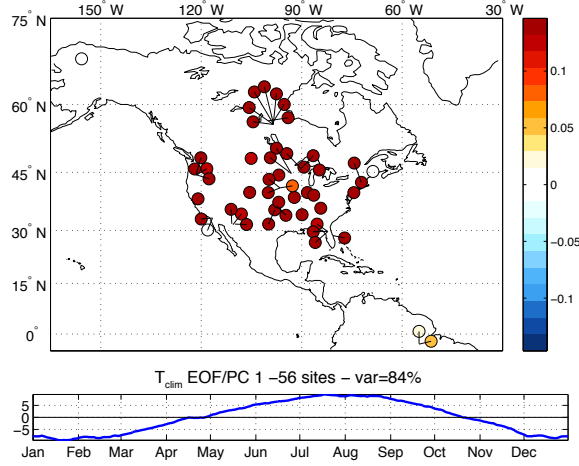 150° W 120° W 90° W 60° W 30° W
75° N
60° N
45° N
30° N
15° N
0°
0.1
0.05
0
−0.05
−0.1
T_clim EOF/PC 1 −56 sites − var=84%
5
0
−5
Jan Feb Mar Apr May Jun Jul Aug Sep Oct Nov Dec